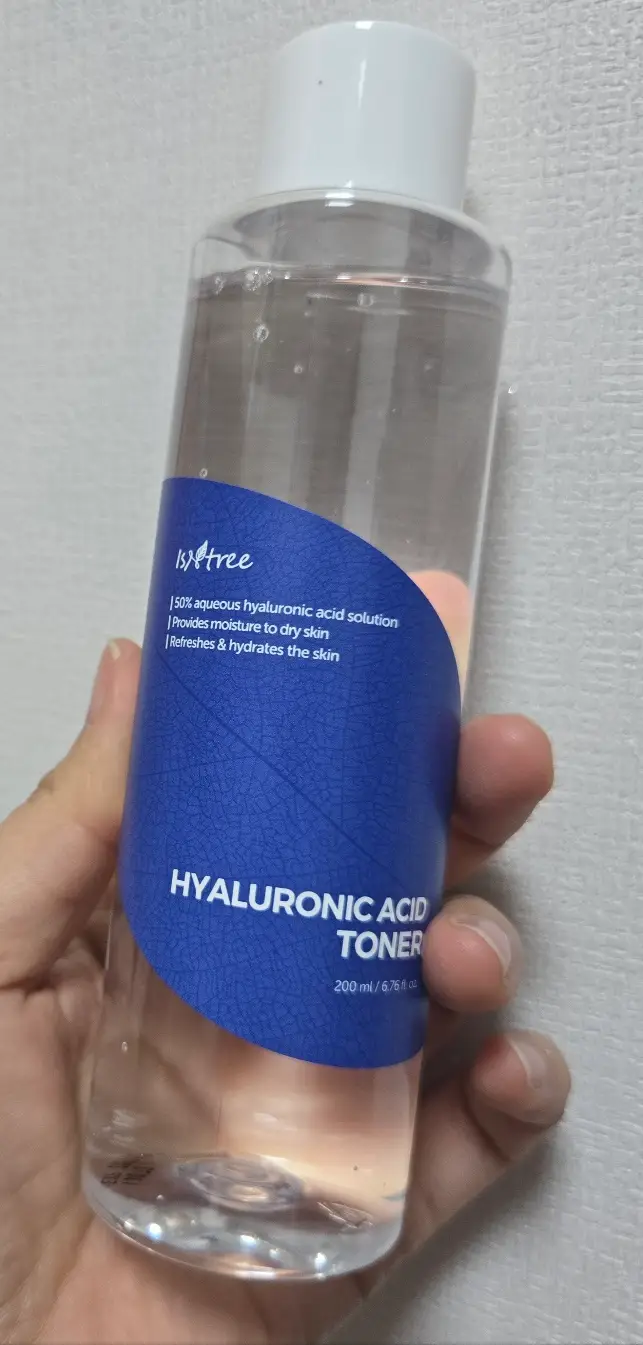 Isntree
50% aqueous hyaluronic acid solution
Provides moisture to dry skin
Refreshes & hydrates the skin
HYALURONIC ACID
TONER
200 ml / 6.76 fl. oz.